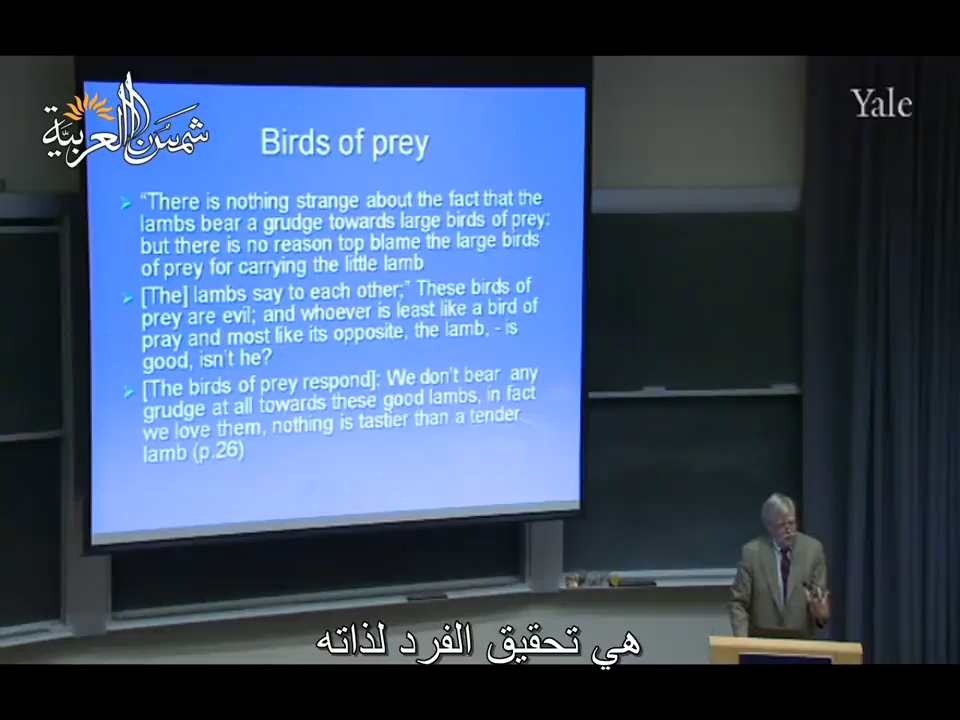 شمس العربية
Yale
Birds of prey
"There is nothing strange about the fact that the
lambs bear a grudge towards large birds of prey:
but there is no reason top blame the large birds
of prey for carrying the little lamb
[The] lambs say to each other;" These birds of
prey are evil; and whoever is least like a bird of
pray and most like its opposite, the lamb, - is
good, isn't he?
[The birds of prey respond]: We don't bear any
grudge at all towards these good lambs, in fact
we love them, nothing is tastier than a tender
lamb (p.26)
هي تحقيق الفرد لذاته